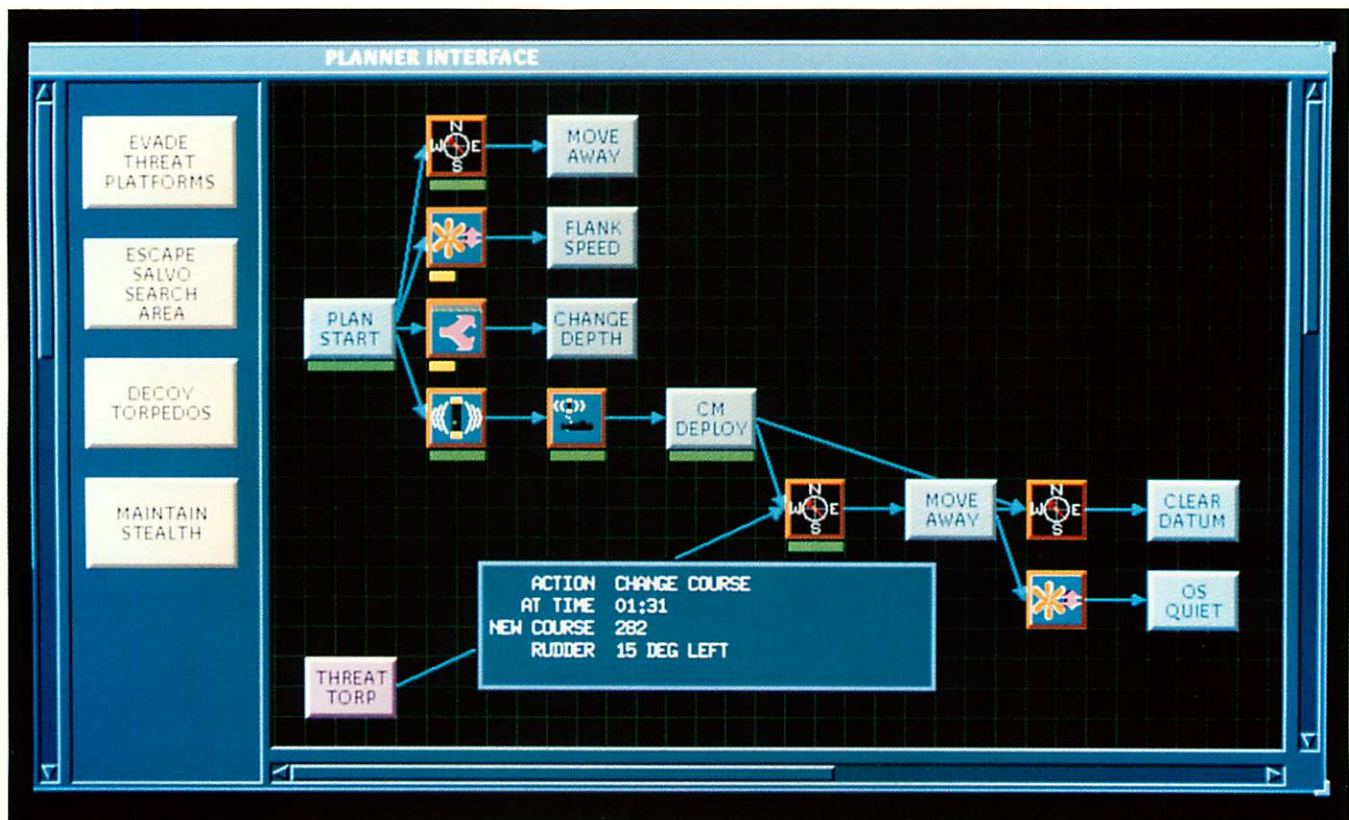 PLANNER INTERFACE
EVADE
THREAT
PLATFORMS
ESCAPE
SALVO
SEARCH
AREA
DECOY
TORPEDOS
MAINTAIN
STEALTH
N
W E
S
MOVE
AWAY
FLANK
SPEED
PLAN
START
CHANGE
DEPTH
CM
DEPLOY
N
W E
S
MOVE
AWAY
N
W E
S
CLEAR
DATUM
OS
QUIET
ACTION CHANGE COURSE
AT TIME 01:31
NEW COURSE 282
RUDDER 15 DEG LEFT
THREAT
TORP